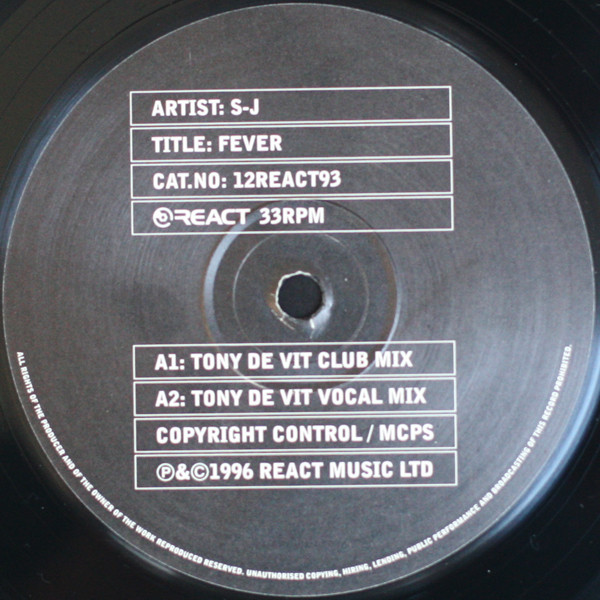 ARTIST: S-J
TITLE: FEVER
CAT.NO: 12REACT93
REACT 33RPM
A1: TONY DE VIT CLUB MIX
A2: TONY DE VIT VOCAL MIX
COPYRIGHT CONTROL / MCPS
℗&©1996 REACT MUSIC LTD
ALL RIGHTS OF THE PRODUCER AND OF THE OWNER OF THE WORK REPRODUCED RESERVED. UNAUTHORISED COPYING, HIRING, LENDING, PUBLIC PERFORMANCE AND BROADCASTING OF THIS RECORD PROHIBITED.